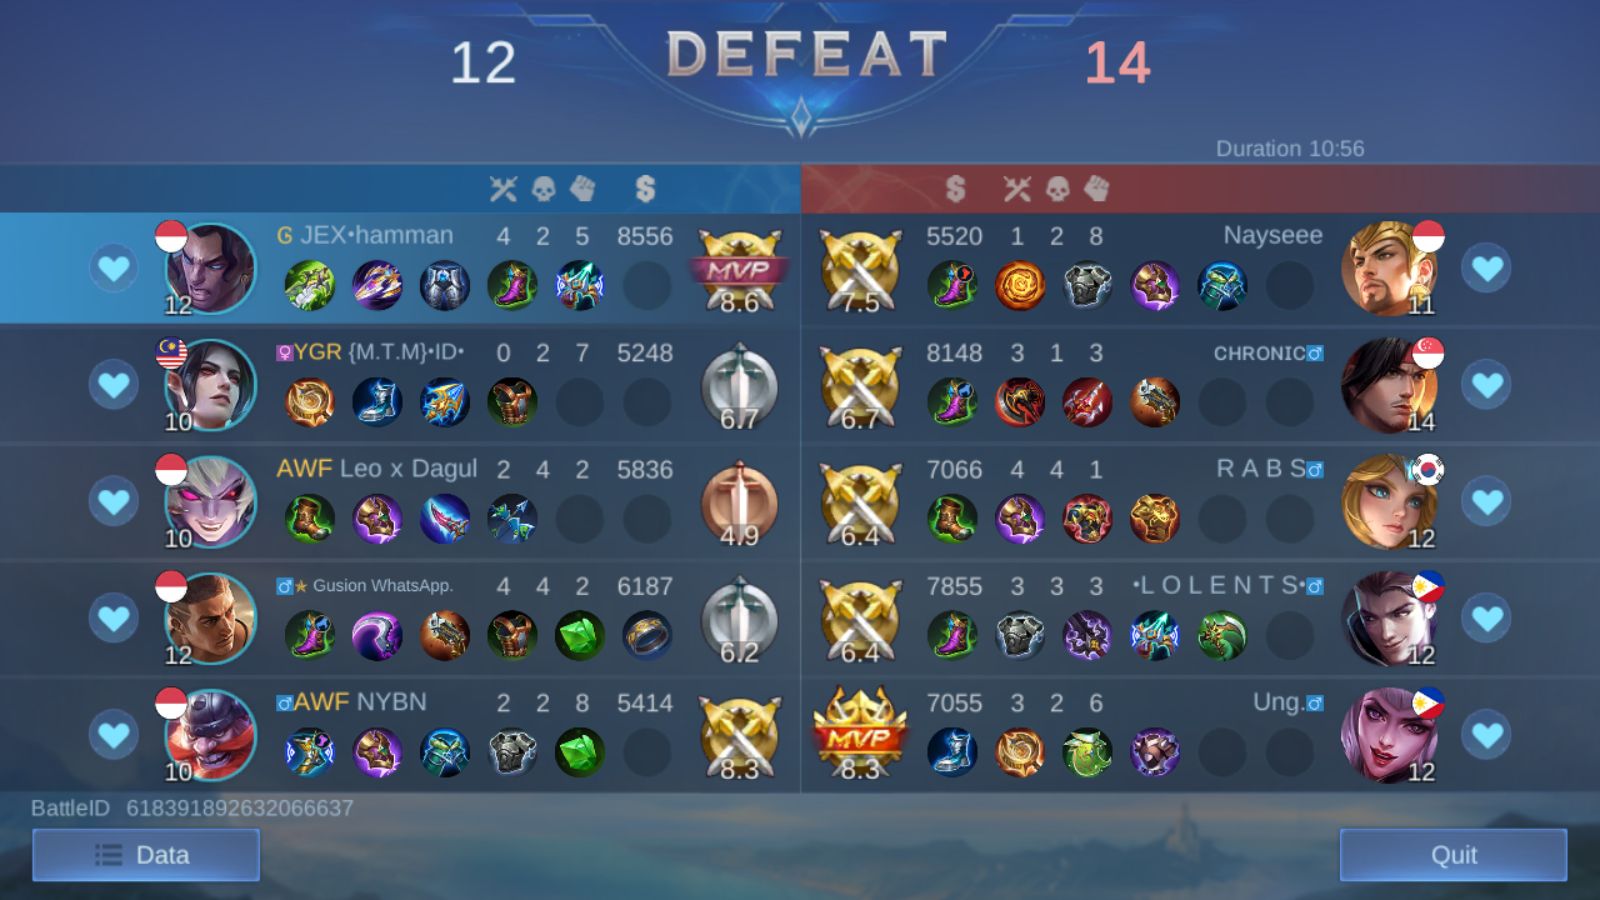 12 DEFEAT 14
Duration 10:56
G JEX•hamman 4 2 5 8556 MVP 8.6 12
7.5 5520 1 2 8 Nayseee 11
YGR {M.T.M}•ID• 0 2 7 5248 6.7 10
6.7 8148 3 1 3 CHRONIC 14
AWF Leo x Dagul 2 4 2 5836 4.9 10
6.4 7066 4 4 1 R A B S 12
Gusion WhatsApp. 4 4 2 6187 6.2 12
6.4 7855 3 3 3 •L O L E N T S• 12
AWF NYBN 2 2 8 5414 8.3 10
MVP 8.3 7055 3 2 6 Ung. 12
BattleID 618391892632066637
Data
Quit